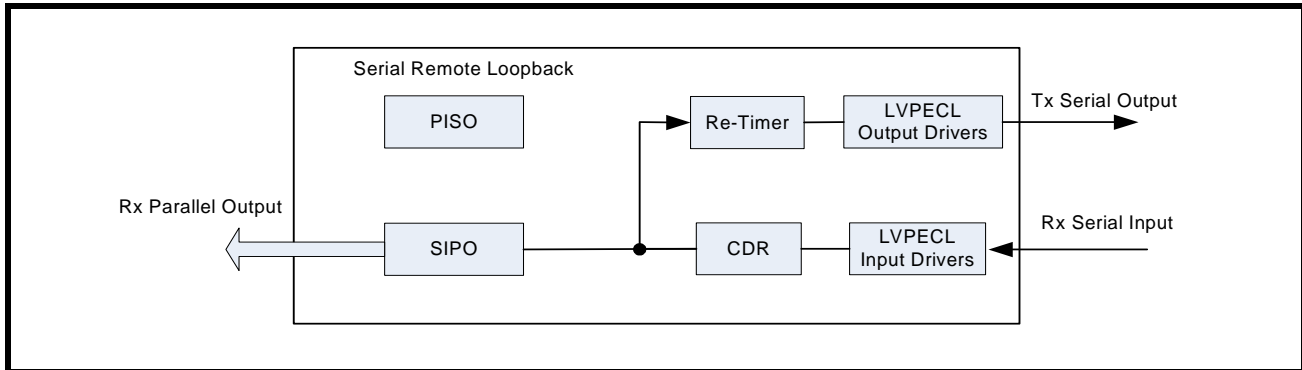 Serial Remote Loopback
PISO
Re-Timer
LVPECL
Output Drivers
Tx Serial Output
Rx Parallel Output
SIPO
CDR
LVPECL
Input Drivers
Rx Serial Input